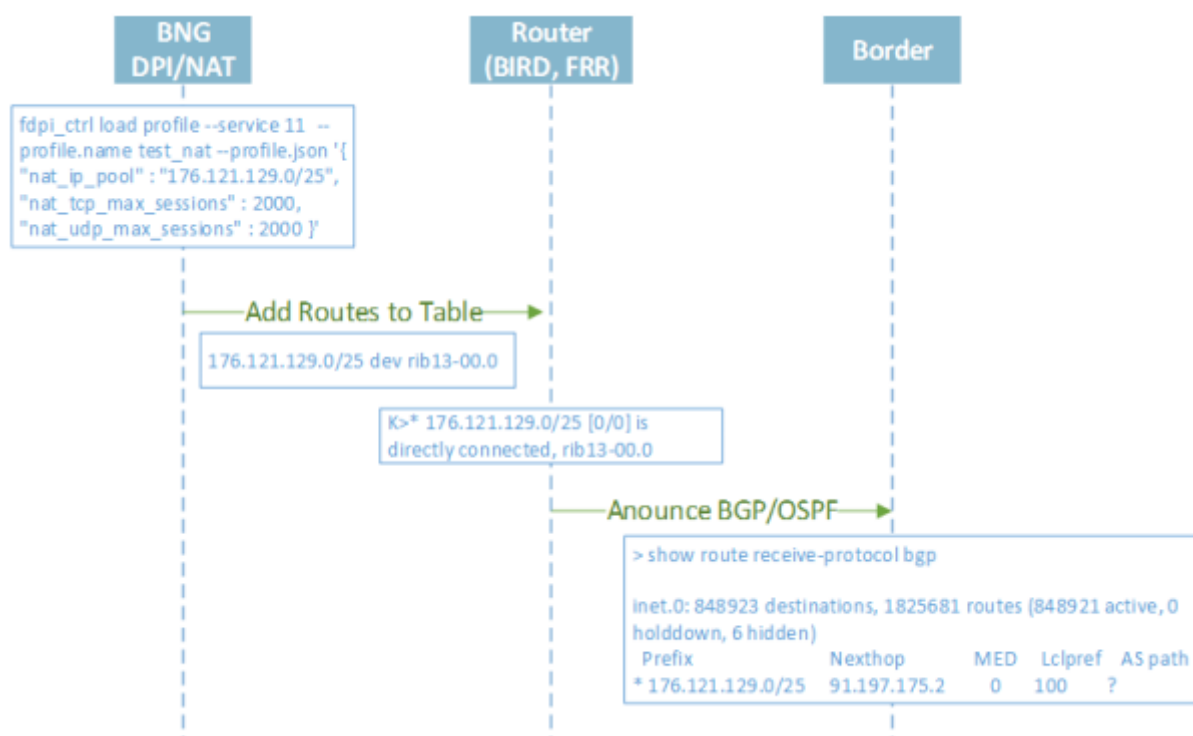 BNG
DPI/NAT
Router
(BIRD, FRR)
Border
fdpi_ctrl load profile --service 11 --
profile.name test_nat --profile.json '{
"nat_ip_pool" : "176.121.129.0/25",
"nat_tcp_max_sessions" : 2000,
"nat_udp_max_sessions" : 2000 }'
Add Routes to Table
176.121.129.0/25 dev rib13-00.0
K>* 176.121.129.0/25 [0/0] is
directly connected, rib13-00.0
Anounce BGP/OSPF
> show route receive-protocol bgp
inet.0: 848923 destinations, 1825681 routes (848921 active, 0
holddown, 6 hidden)
Prefix Nexthop MED Lclpref AS path
* 176.121.129.0/25 91.197.175.2 0 100 ?